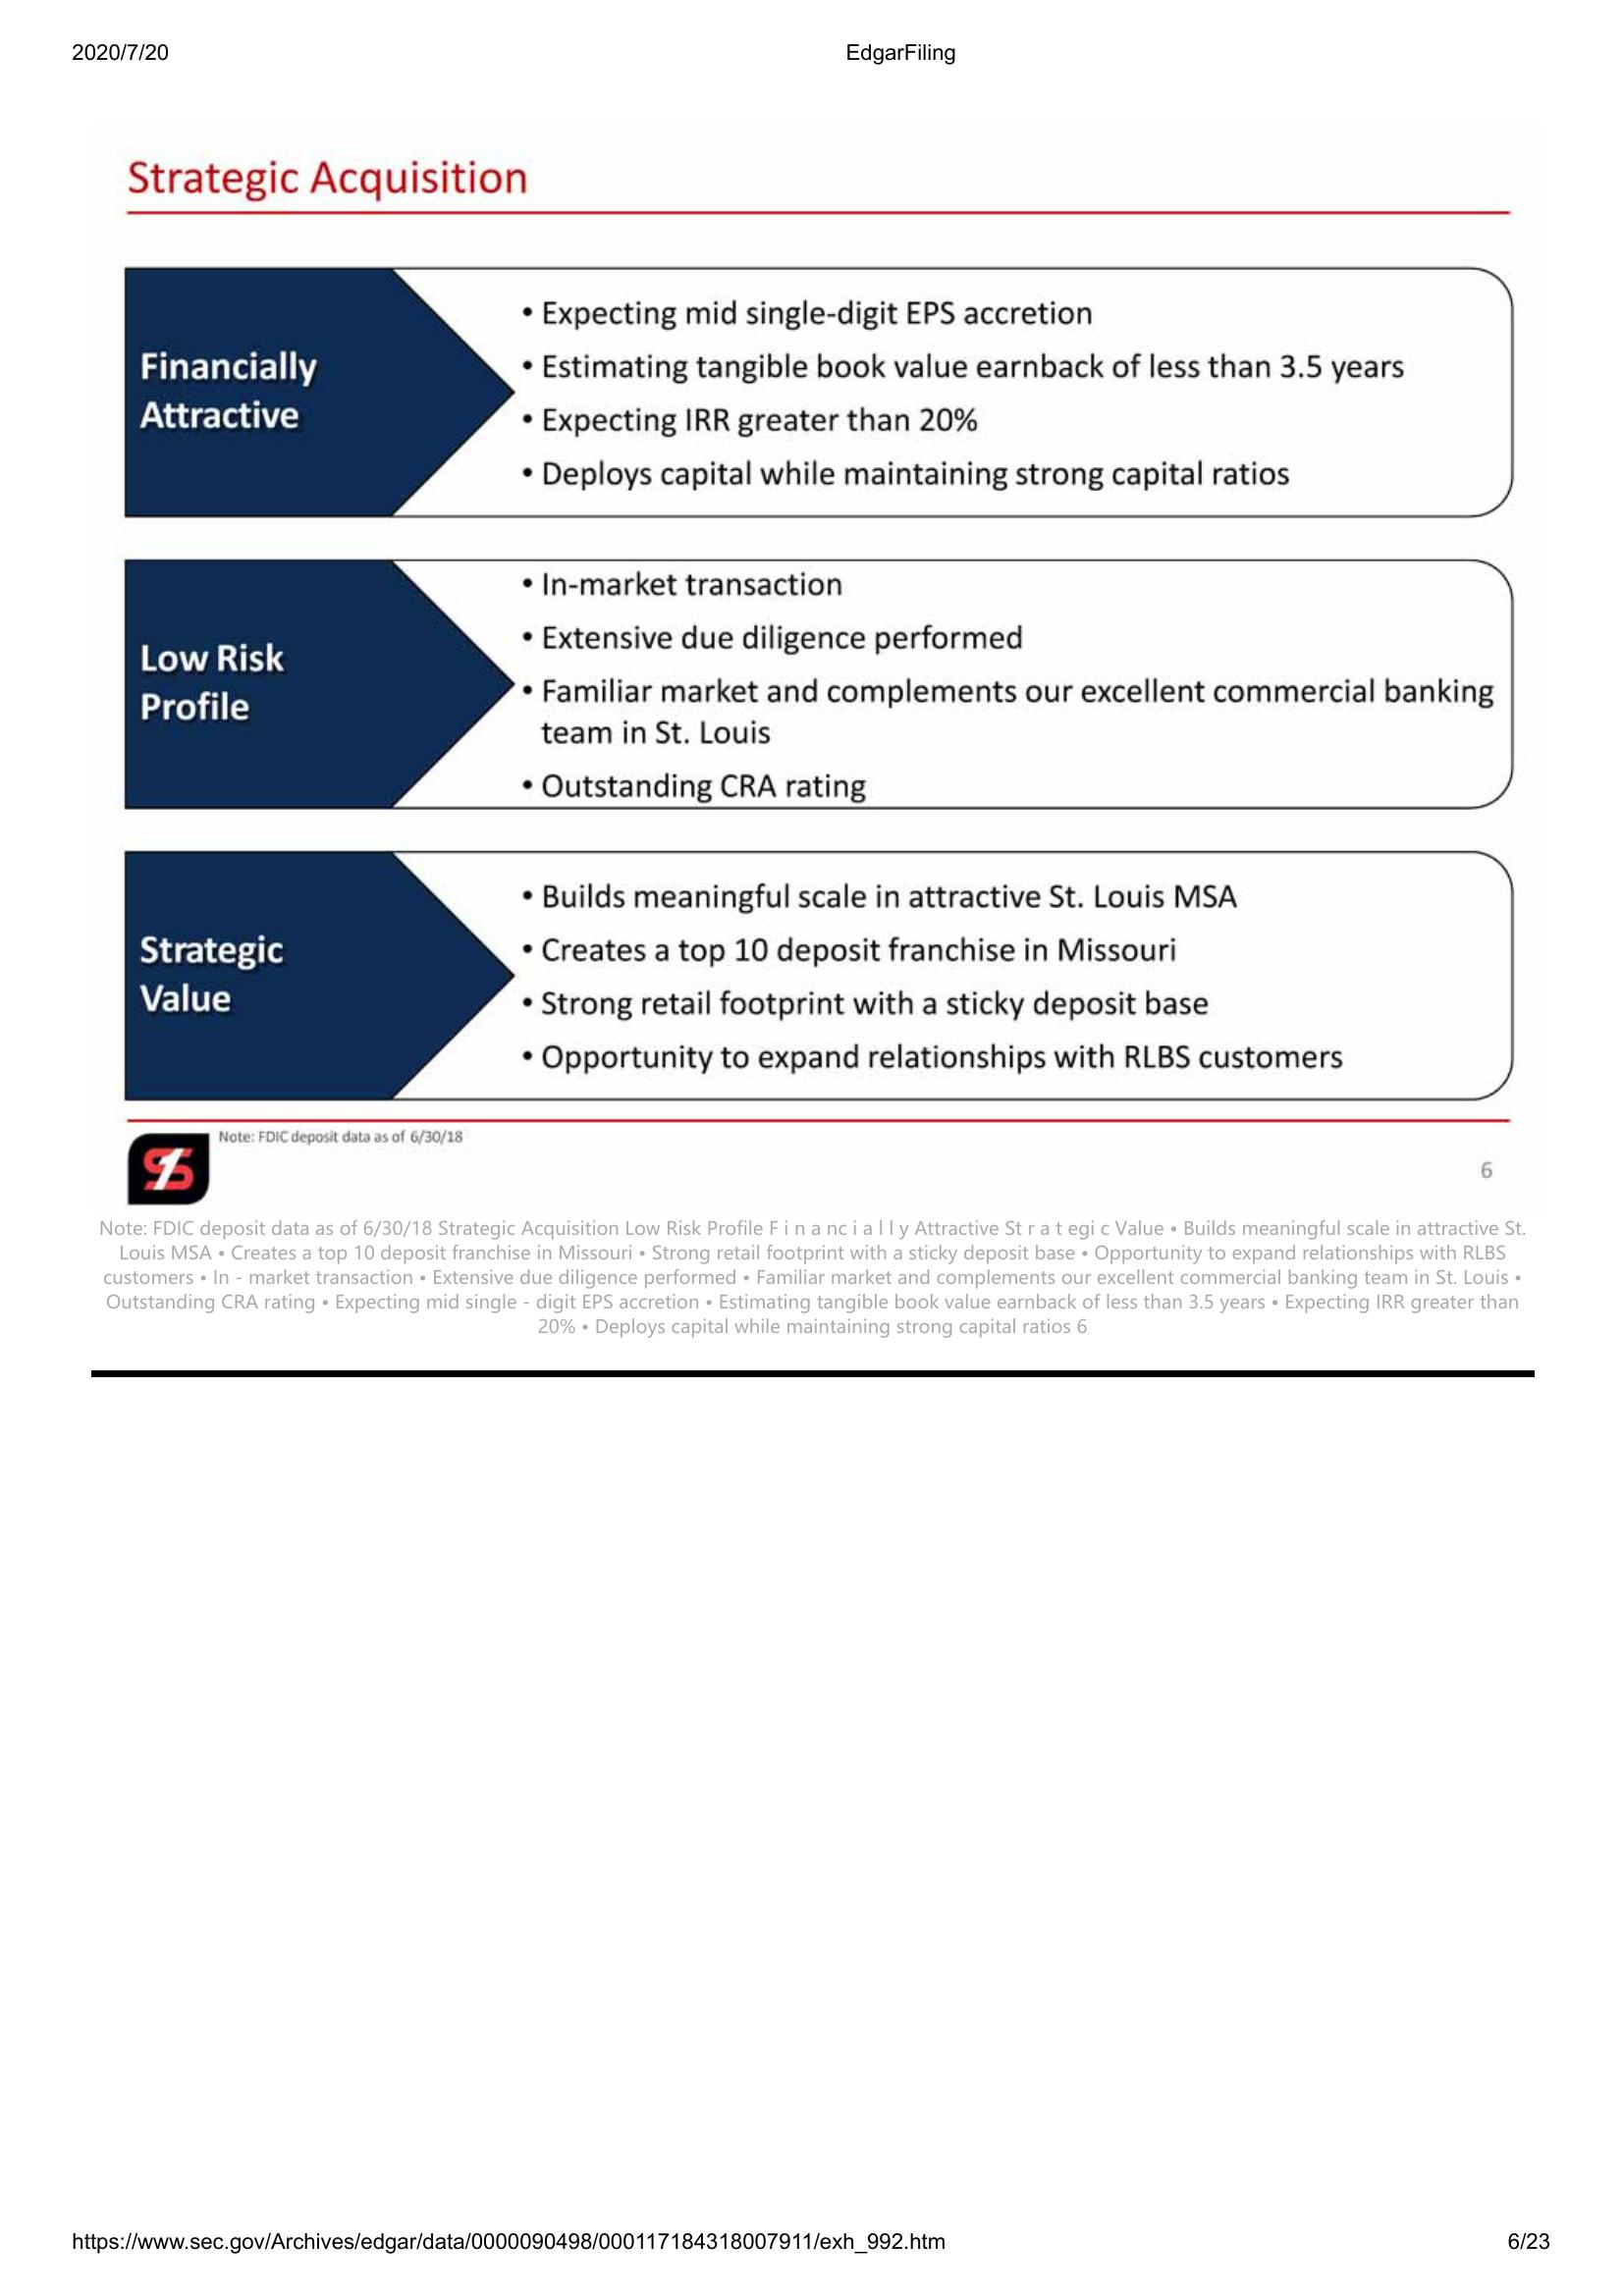 2020/7/20
EdgarFiling
Strategic Acquisition
Financially
Attractive
• Expecting mid single-digit EPS accretion
• Estimating tangible book value earnback of less than 3.5 years
• Expecting IRR greater than 20%
• Deploys capital while maintaining strong capital ratios
Low Risk
Profile
• In-market transaction
• Extensive due diligence performed
• Familiar market and complements our excellent commercial banking
team in St. Louis
• Outstanding CRA rating
Strategic
Value
• Builds meaningful scale in attractive St. Louis MSA
• Creates a top 10 deposit franchise in Missouri
• Strong retail footprint with a sticky deposit base
• Opportunity to expand relationships with RLBS customers
Note: FDIC deposit data as of 6/30/18
6
Note: FDIC deposit data as of 6/30/18 Strategic Acquisition Low Risk Profile F i n a nc i a l l y Attractive St r a t egi c Value • Builds meaningful scale in attractive St.
Louis MSA • Creates a top 10 deposit franchise in Missouri • Strong retail footprint with a sticky deposit base • Opportunity to expand relationships with RLBS
customers • In - market transaction • Extensive due diligence performed • Familiar market and complements our excellent commercial banking team in St. Louis •
Outstanding CRA rating • Expecting mid single - digit EPS accretion • Estimating tangible book value earnback of less than 3.5 years • Expecting IRR greater than
20% • Deploys capital while maintaining strong capital ratios 6
https://www.sec.gov/Archives/edgar/data/0000090498/000117184318007911/exh_992.htm
6/23